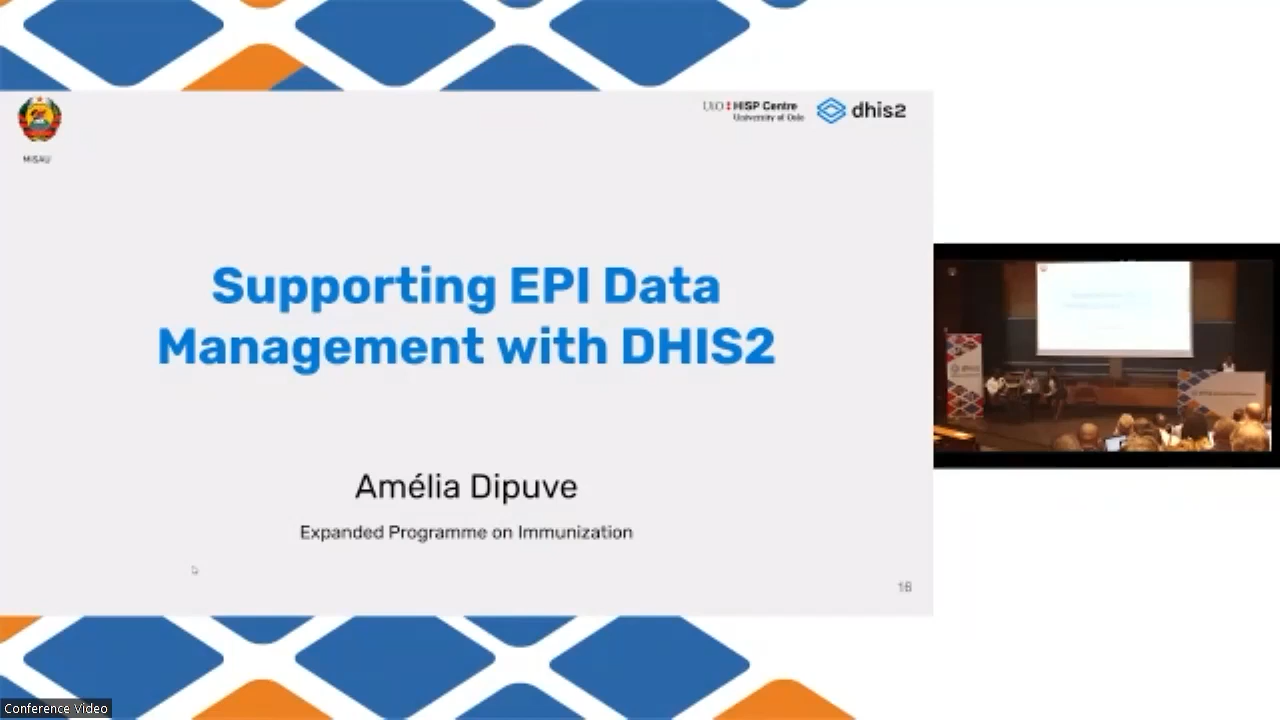 MISAU
UiO HISP Centre
University of Oslo
dhis2
Supporting EPI Data
Management with DHIS2
Amélia Dipuve
Expanded Programme on Immunization
16
Conference Video